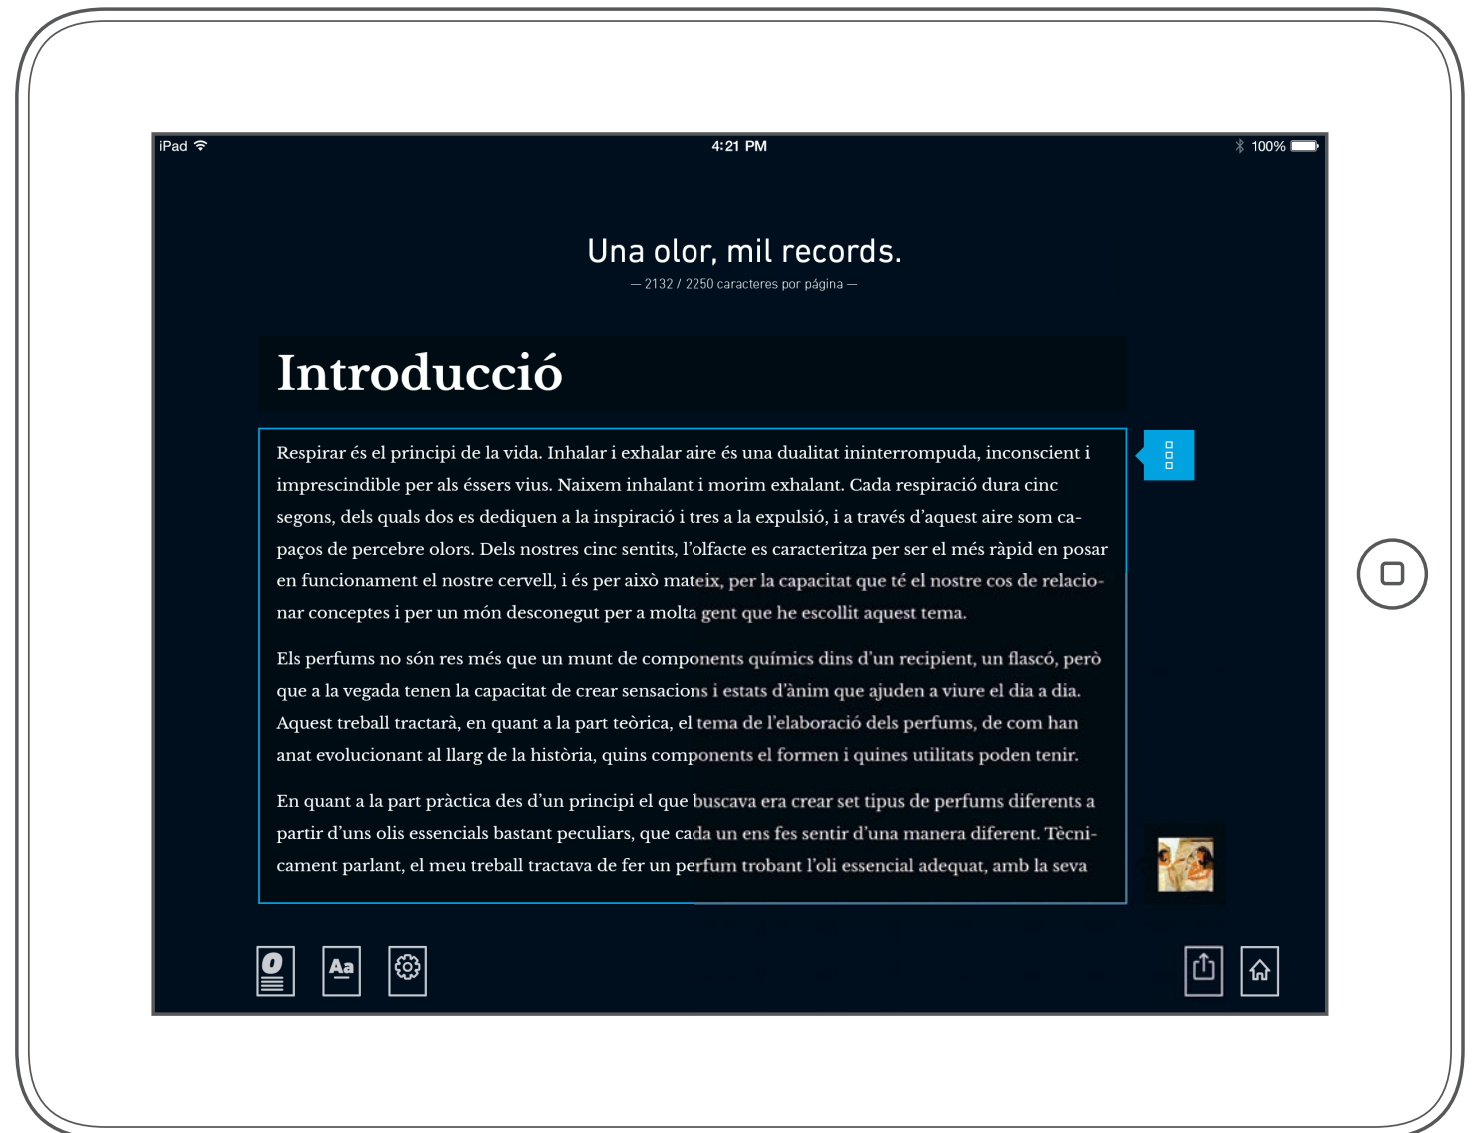 iPad
4:21 PM
100%
Una olor, mil records.
— 2132 / 2250 caracteres por página —
Introducció
Respirar és el principi de la vida. Inhalar i exhalar aire és una dualitat ininterrompuda, inconscient i
imprescindible per als éssers vius. Naixem inhalant i morim exhalant. Cada respiració dura cinc
segons, dels quals dos es dediquen a la inspiració i tres a la expulsió, i a través d’aquest aire som ca-
paços de percebre olors. Dels nostres cinc sentits, l’olfacte es caracteritza per ser el més ràpid en posar
en funcionament el nostre cervell, i és per això mateix, per la capacitat que té el nostre cos de relacio-
nar conceptes i per un món desconegut per a molta gent que he escollit aquest tema.
Els perfums no són res més que un munt de components químics dins d’un recipient, un flascó, però
que a la vegada tenen la capacitat de crear sensacions i estats d’ànim que ajuden a viure el dia a dia.
Aquest treball tractarà, en quant a la part teòrica, el tema de l’elaboració dels perfums, de com han
anat evolucionant al llarg de la història, quins components el formen i quines utilitats poden tenir.
En quant a la part pràctica des d’un principi el que buscava era crear set tipus de perfums diferents a
partir d’uns olis essencials bastant peculiars, que cada un ens fes sentir d’una manera diferent. Tècni-
cament parlant, el meu treball tractava de fer un perfum trobant l’oli essencial adequat, amb la seva
O
Aa